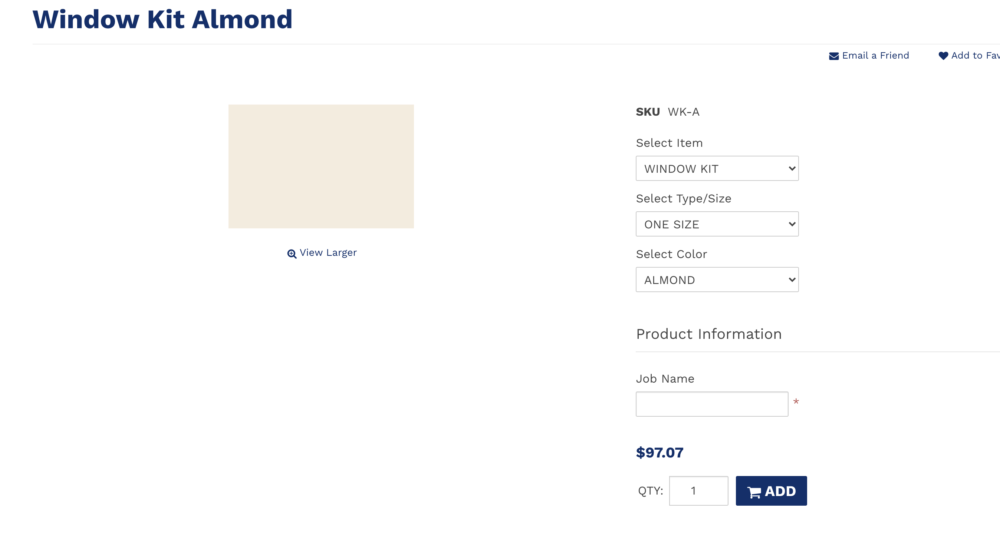 Window Kit Almond
Email a Friend
Add to Fav
View Larger
SKU WK-A
Select Item
WINDOW KIT
Select Type/Size
ONE SIZE
Select Color
ALMOND
Product Information
Job Name
*
$97.07
QTY: 1 ADD